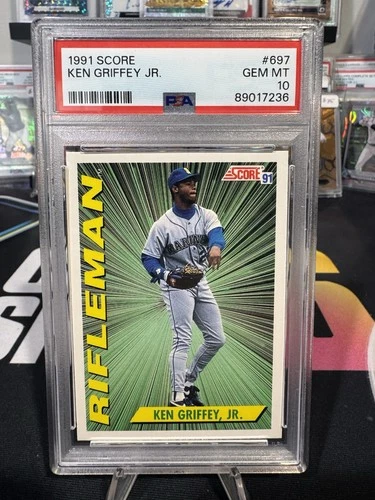 1991 SCORE #697
KEN GRIFFEY JR. GEM MT
10
PSA 89017236
SCORE 91
RIFLEMAN
MARINERS
KEN GRIFFEY, JR.